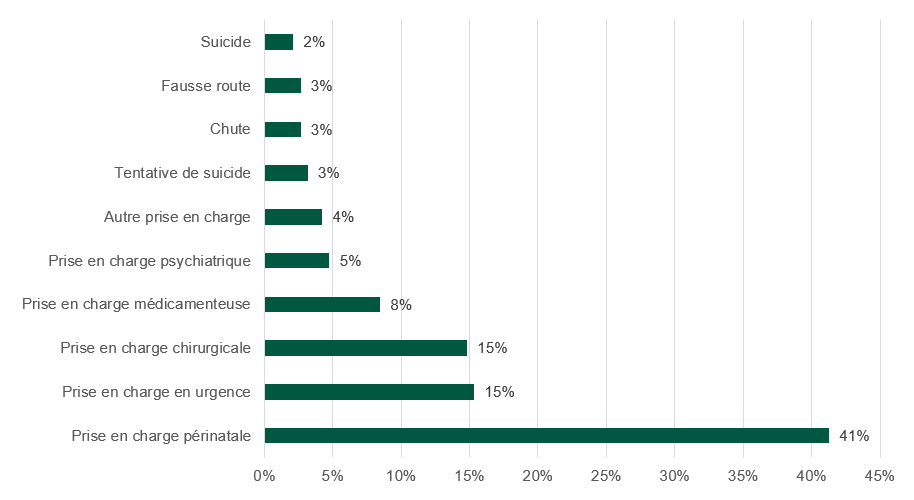 Suicide 2%
Fausse route 3%
Chute 3%
Tentative de suicide 3%
Autre prise en charge 4%
Prise en charge psychiatrique 5%
Prise en charge médicamenteuse 8%
Prise en charge chirurgicale 15%
Prise en charge en urgence 15%
Prise en charge périnatale 41%
0% 5% 10% 15% 20% 25% 30% 35% 40% 45%